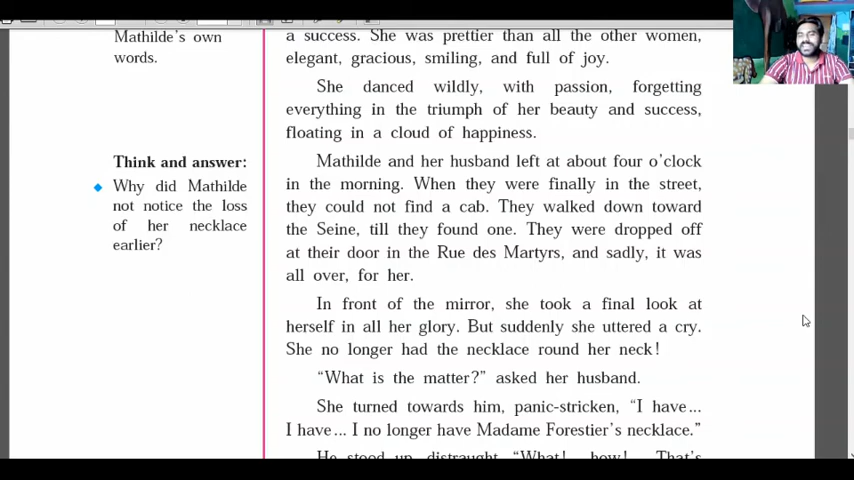 Mathilde's own
words.
Think and answer:
Why did Mathilde
not notice the loss
of her necklace
earlier?
a success. She was prettier than all the other women,
elegant, gracious, smiling, and full of joy.
She danced wildly, with passion, forgetting
everything in the triumph of her beauty and success,
floating in a cloud of happiness.
Mathilde and her husband left at about four o'clock
in the morning. When they were finally in the street,
they could not find a cab. They walked down toward
the Seine, till they found one. They were dropped off
at their door in the Rue des Martyrs, and sadly, it was
all over, for her.
In front of the mirror, she took a final look at
herself in all her glory. But suddenly she uttered a cry.
She no longer had the necklace round her neck!
“What is the matter?” asked her husband.
She turned towards him, panic-stricken, “I have...
I have... I no longer have Madame Forestier's necklace.”
He stood up, distraught, “What! how! That's